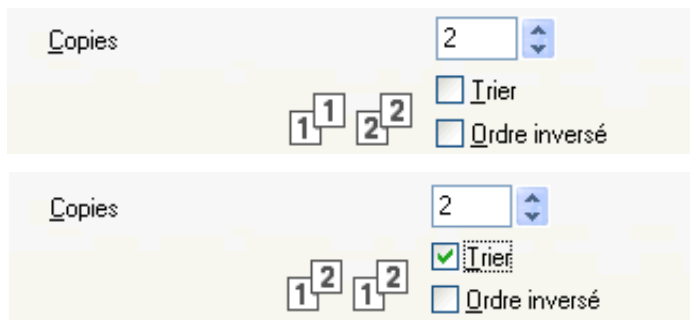 Copies 2
Trier
1 1 2 2
Ordre inversé
Copies 2
Trier
1 2 1 2
Ordre inversé